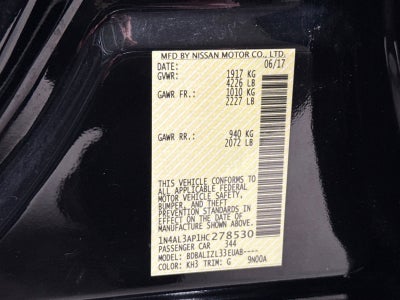 MFD BY NISSAN MOTOR CO., LTD.
DATE: 06/17
GVWR: 1917 KG
4226 LB
GAWR FR.: 1010 KG
2227 LB
GAWR RR.: 940 KG
2072 LB
THIS VEHICLE CONFORMS TO
ALL APPLICABLE FEDERAL
MOTOR VEHICLE SAFETY,
BUMPER, AND THEFT
PREVENTION STANDARDS
IN EFFECT ON THE DATE OF
MANUFACTURE SHOWN ABOVE.
1N4AL3AP1HC278530
PASSENGER CAR 344
MODEL: BDBALIZL33EUAB----
COLOR: KH3 TRIM: G 9N00A